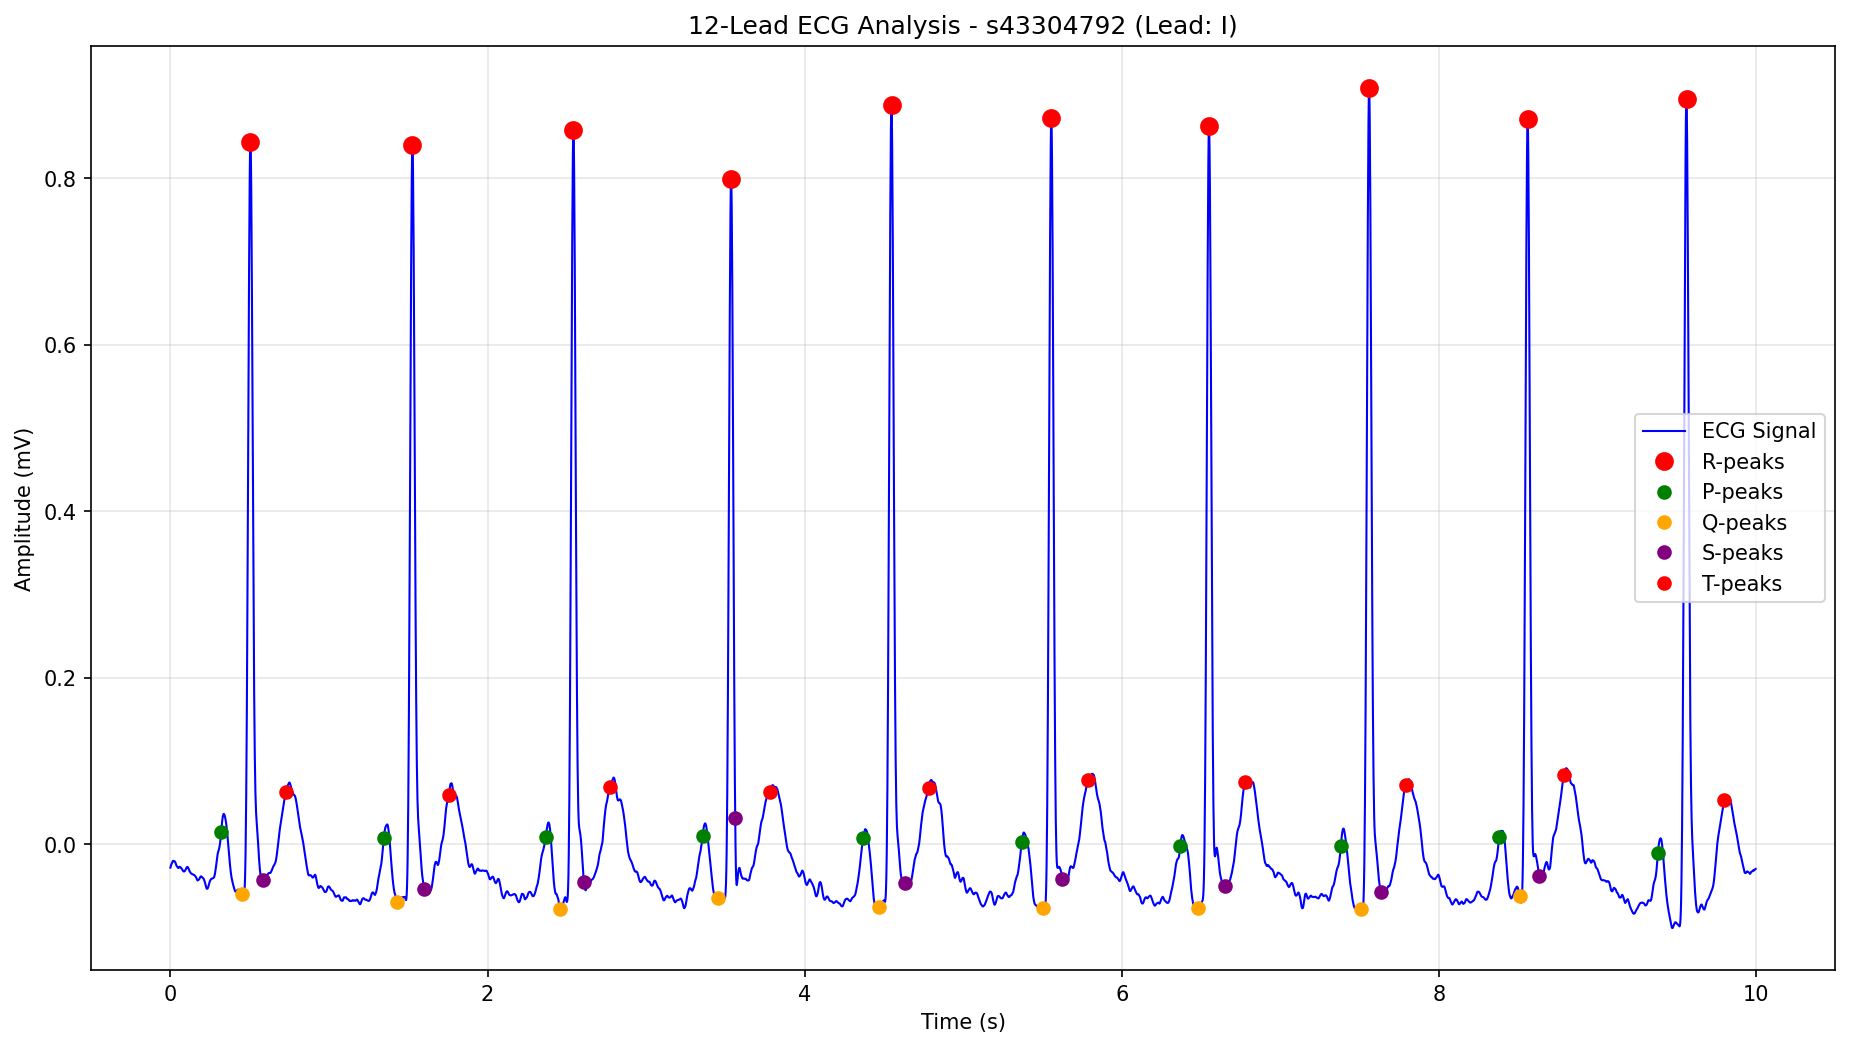 12-Lead ECG Analysis - s43304792 (Lead: I)
Amplitude (mV)
0.8
0.6
0.4
0.2
0.0
ECG Signal
R-peaks
P-peaks
Q-peaks
S-peaks
T-peaks
0 2 4 6 8 10
Time (s)